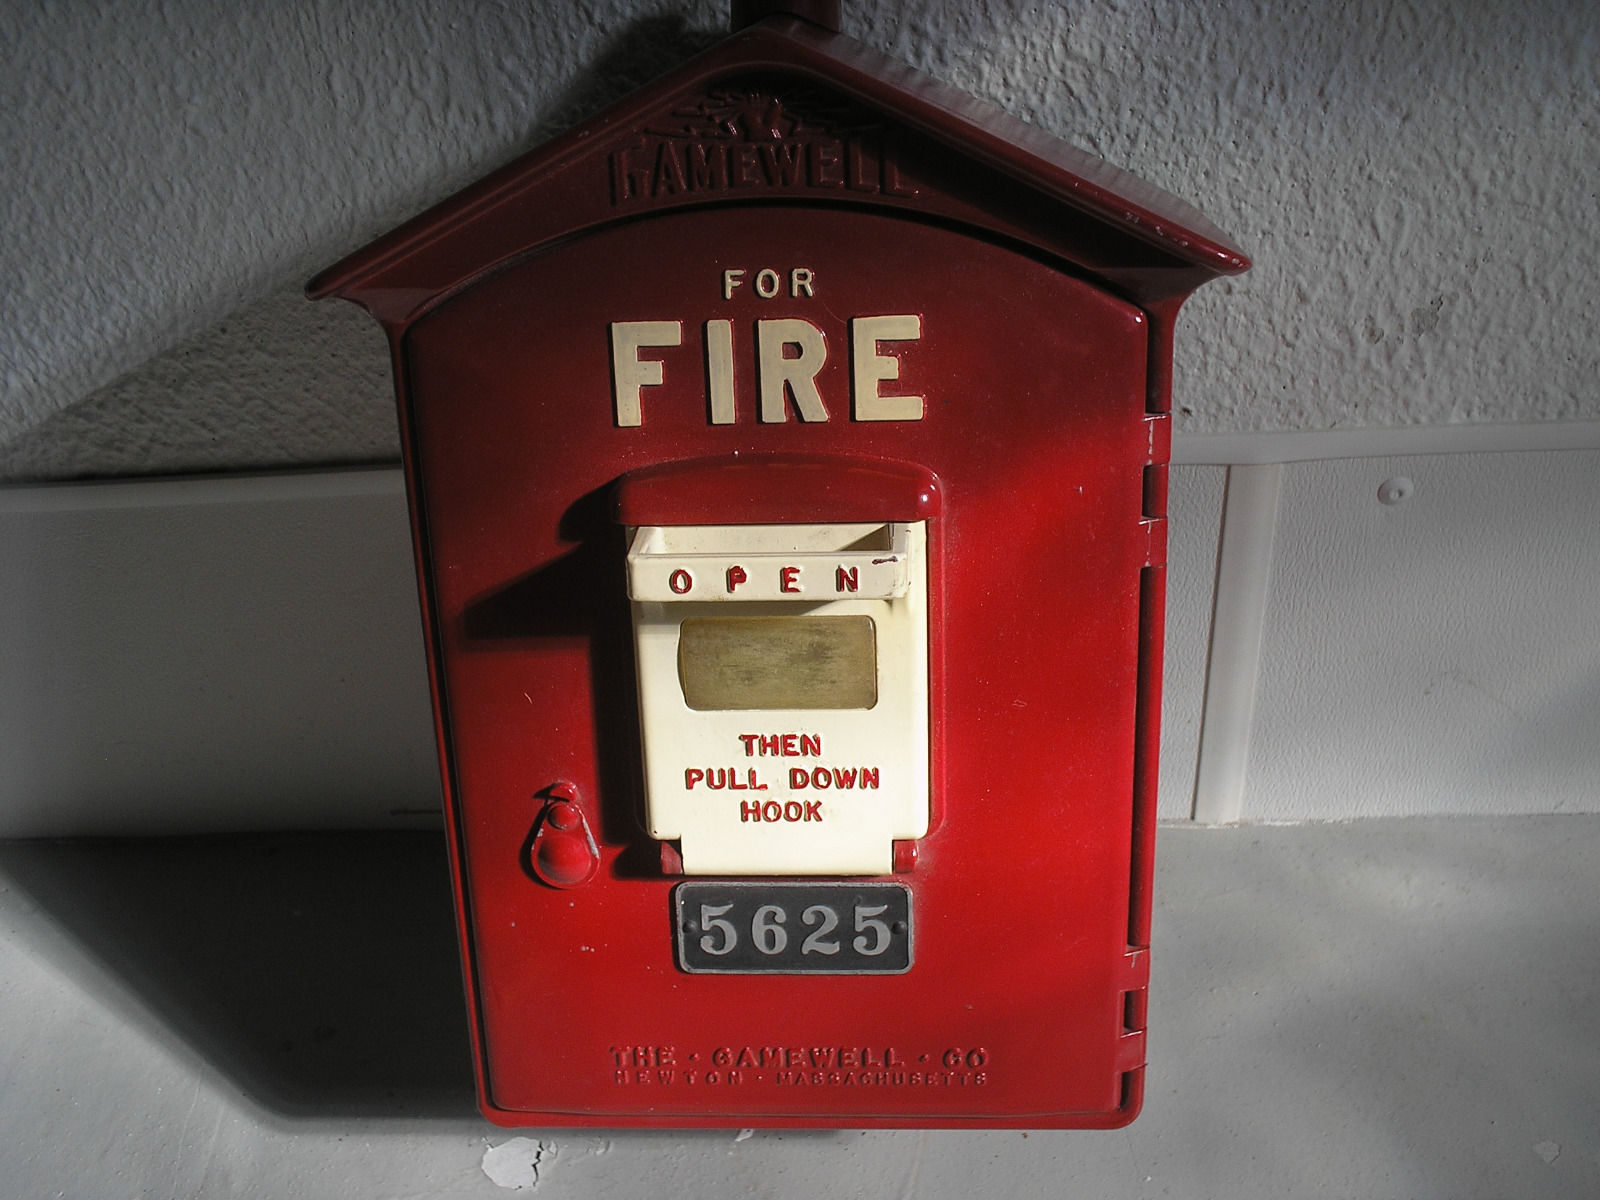 GAMEWELL
FOR
FIRE
OPEN
THEN
PULL DOWN
HOOK
5625
THE · GAMEWELL · CO
NEWTON · MASSACHUSETTS